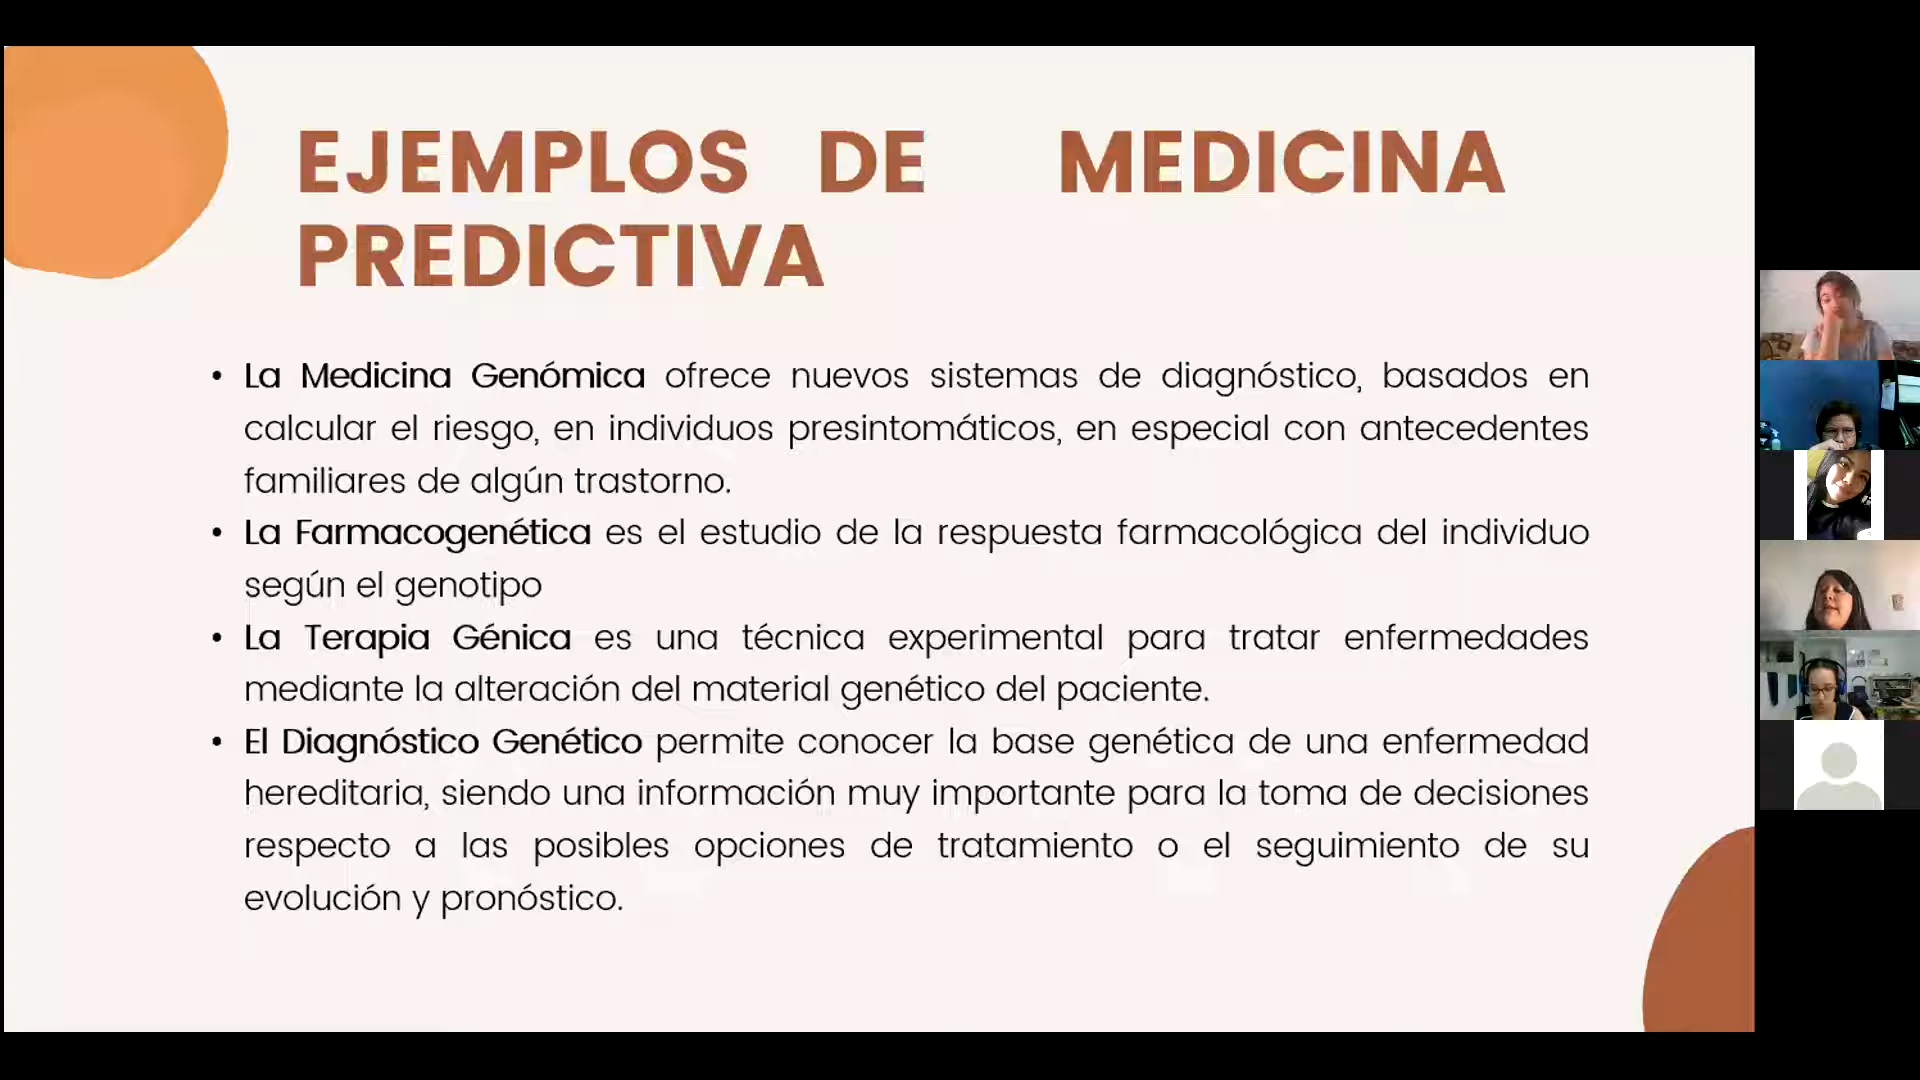 EJEMPLOS DE MEDICINA
PREDICTIVA
• La Medicina Genómica ofrece nuevos sistemas de diagnóstico, basados en
calcular el riesgo, en individuos presintomáticos, en especial con antecedentes
familiares de algún trastorno.
• La Farmacogenética es el estudio de la respuesta farmacológica del individuo
según el genotipo
• La Terapia Génica es una técnica experimental para tratar enfermedades
mediante la alteración del material genético del paciente.
• El Diagnóstico Genético permite conocer la base genética de una enfermedad
hereditaria, siendo una información muy importante para la toma de decisiones
respecto a las posibles opciones de tratamiento o el seguimiento de su
evolución y pronóstico.